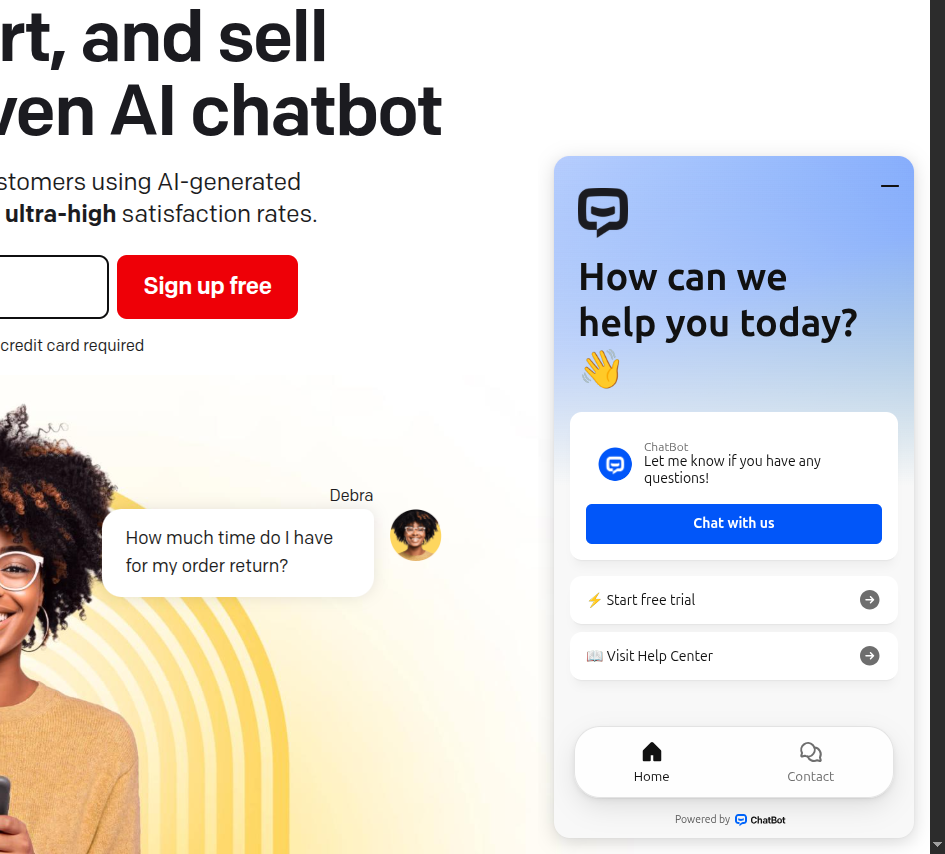 rt, and sell
ven AI chatbot
stomers using AI-generated
ultra-high satisfaction rates.
Sign up free
credit card required
Debra
How much time do I have
for my order return?
How can we
help you today?
👋
ChatBot
Let me know if you have any
questions!
Chat with us
⚡ Start free trial
📖 Visit Help Center
Home
Contact
Powered by ChatBot